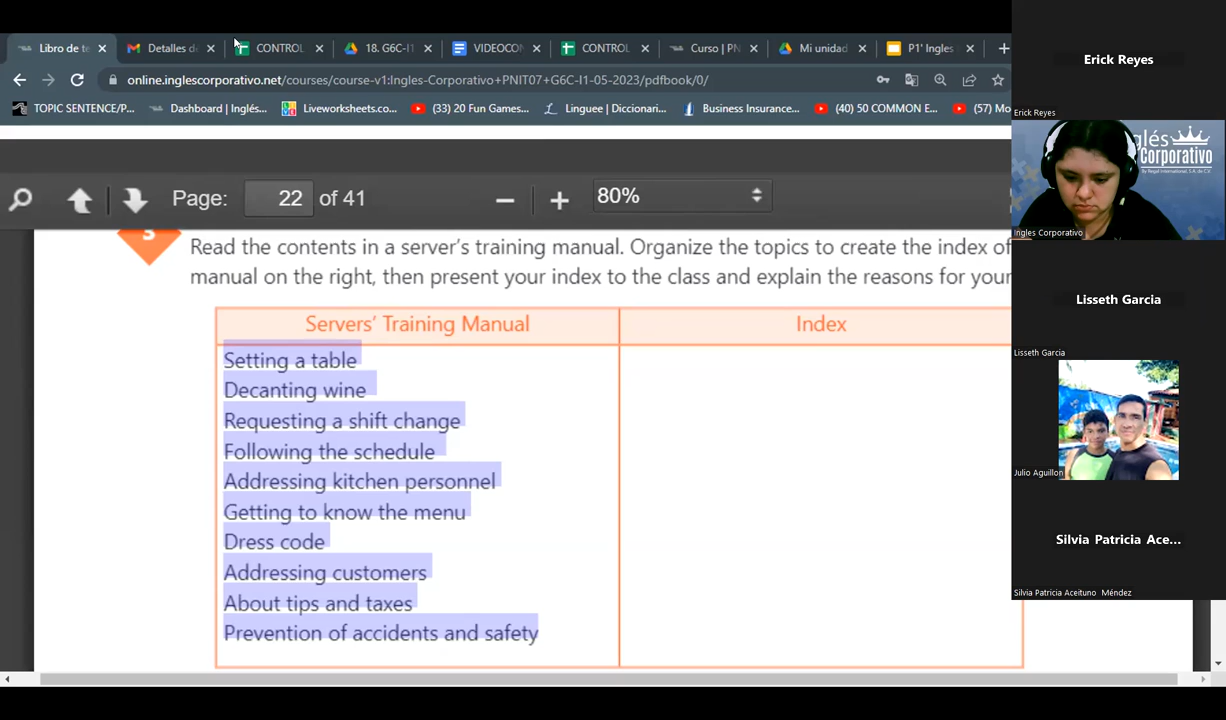 Libro de te
Detalles de
CONTROL
18. G6C-I1
VIDEOCON
CONTROL
Curso | PN
Mi unidad
P1' Ingles
online.inglescorporativo.net/courses/course-v1:Ingles-Corporativo+PNIT07+G6C-I1-05-2023/pdfbook/0/
TOPIC SENTENCE/P...
Dashboard | Inglés...
Liveworksheets.co...
(33) 20 Fun Games...
Linguee | Diccionari...
Business Insurance...
(40) 50 COMMON E...
(57) Mo
Page: 22 of 41
80%
3
Read the contents in a server's training manual. Organize the topics to create the index of
manual on the right, then present your index to the class and explain the reasons for your
Servers' Training Manual
Index
Setting a table
Decanting wine
Requesting a shift change
Following the schedule
Addressing kitchen personnel
Getting to know the menu
Dress code
Addressing customers
About tips and taxes
Prevention of accidents and safety
Erick Reyes
Erick Reyes
Inglés
Corporativo
By Regal International, S.A. de C.V.
Ingles Corporativo
Lisseth Garcia
Lisseth Garcia
Julio Aguillon
Silvia Patricia Ace...
Silvia Patricia Aceituno Méndez